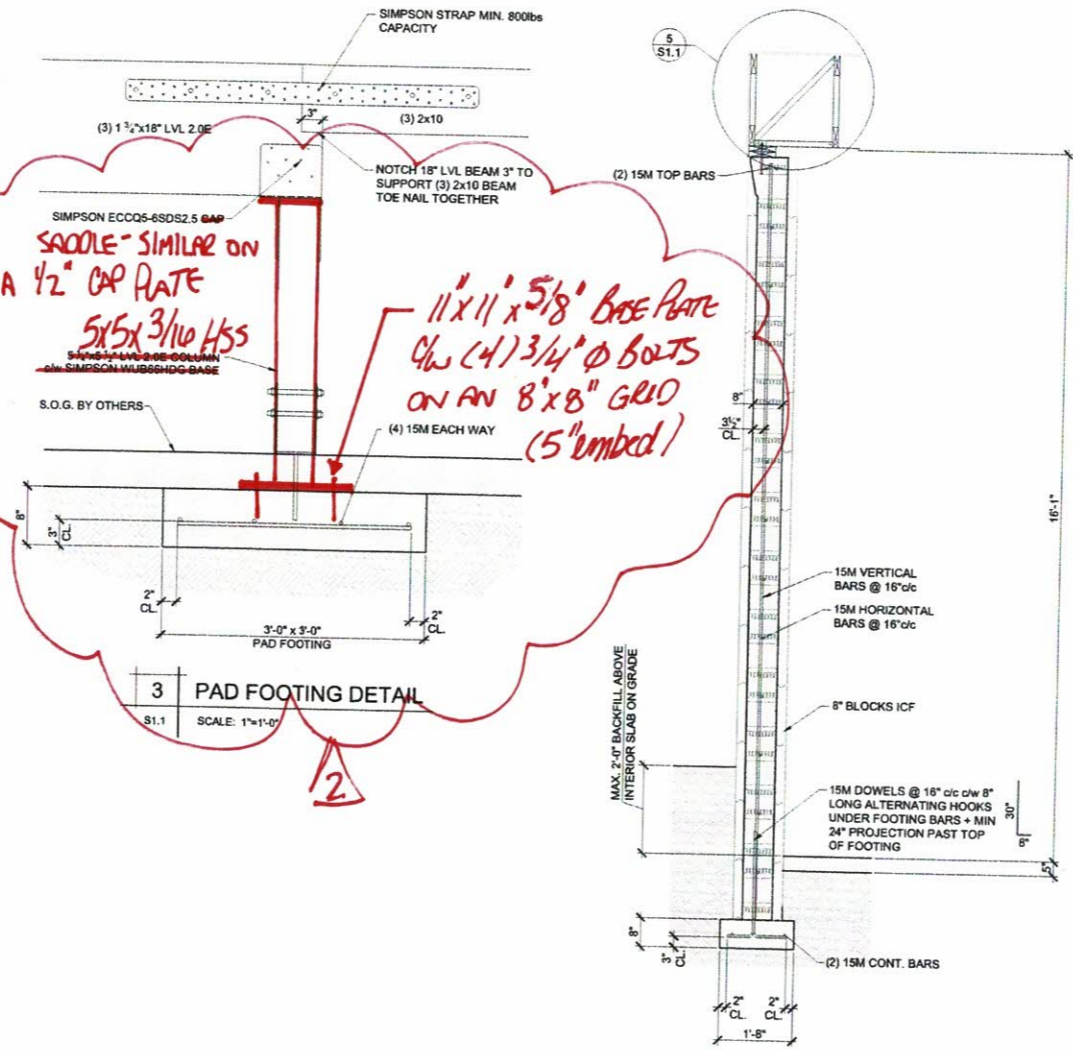 SIMPSON STRAP MIN. 800lbs
CAPACITY
3"
(3) 1 ¾"x18" LVL 2.0E
(3) 2x10
NOTCH 18" LVL BEAM 3" TO
SUPPORT (3) 2x10 BEAM
TOE NAIL TOGETHER
SIMPSON ECCQ5-6SDS2.5 CAP
SADDLE - SIMILAR ON
A 1/2" CAP PLATE
5x5x 3/16 HSS
5 ½"x5 ½" LVL 2.0E COLUMN
c/w SIMPSON WUB66HDG BASE
11"x11"x 5/8" BASE PLATE
C/W (4) 3/4" Ø BOLTS
ON AN 8"x8" GRID
(5" embed)
S.O.G. BY OTHERS
(4) 15M EACH WAY
8"
3"
CL.
2"
CL.
2"
CL.
3'-0" x 3'-0"
PAD FOOTING
3 PAD FOOTING DETAIL
S1.1 SCALE: 1"=1'-0"
2
5
S1.1
(2) 15M TOP BARS
8"
3½"
CL.
16'-1"
15M VERTICAL
BARS @ 16"c/c
15M HORIZONTAL
BARS @ 16"c/c
8" BLOCKS ICF
MAX. 2'-0" BACKFILL ABOVE
INTERIOR SLAB ON GRADE
15M DOWELS @ 16" c/c c/w 8"
LONG ALTERNATING HOOKS
UNDER FOOTING BARS + MIN
24" PROJECTION PAST TOP
OF FOOTING
30"
8"
5"
8"
3"
CL.
(2) 15M CONT. BARS
2"
CL.
2"
CL.
1'-8"